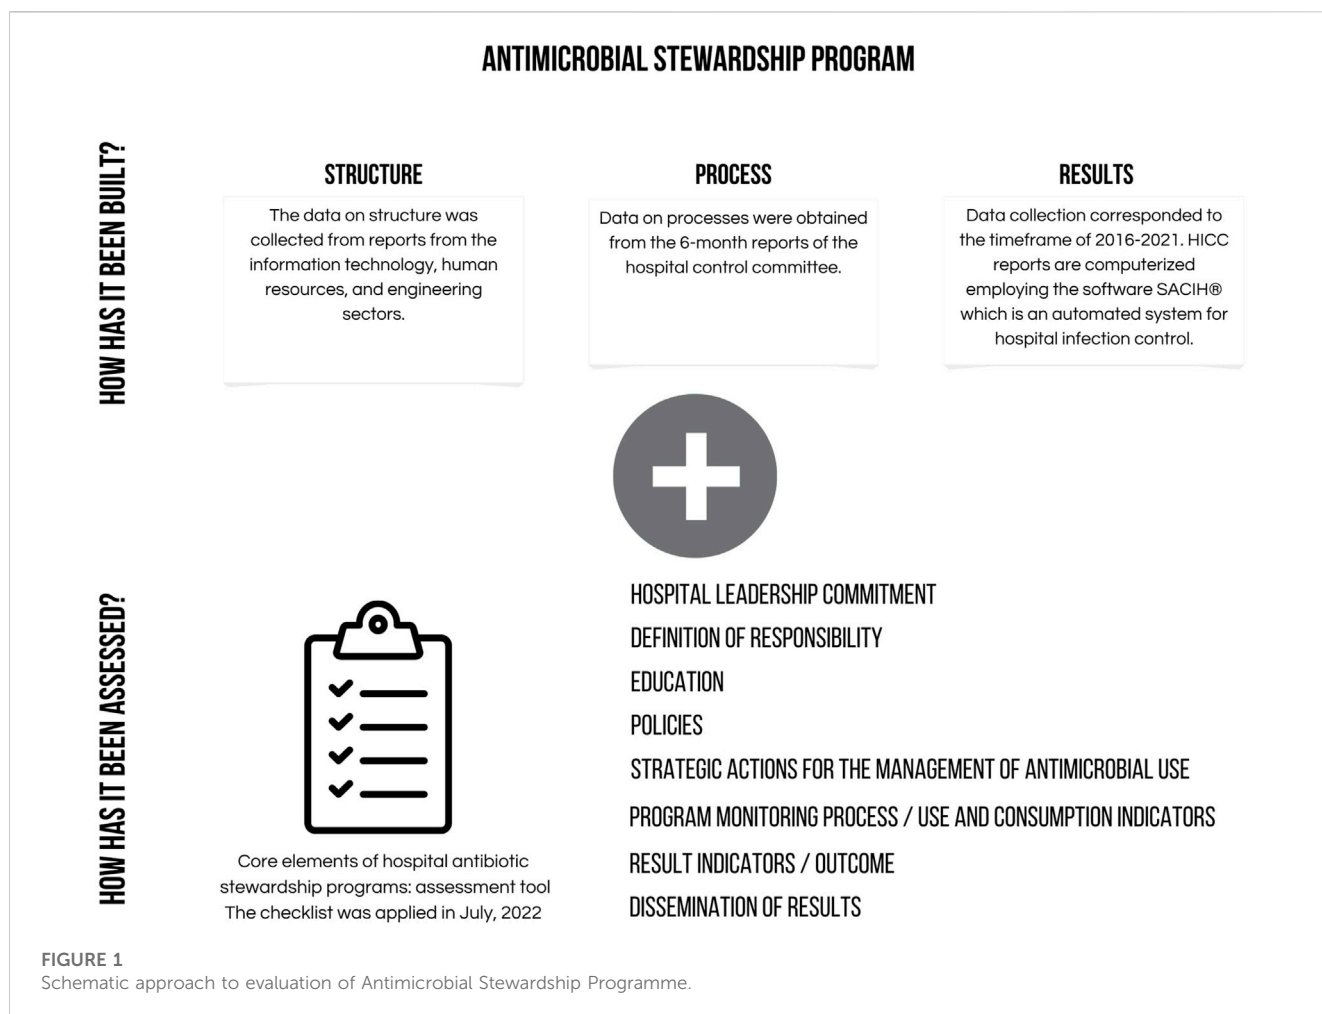 ANTIMICROBIAL STEWARDSHIP PROGRAM
HOW HAS IT BEEN BUILT?
STRUCTURE
The data on structure was
collected from reports from the
information technology, human
resources, and engineering
sectors.
PROCESS
Data on processes were obtained
from the 6-month reports of the
hospital control committee.
RESULTS
Data collection corresponded to
the timeframe of 2016-2021. HICC
reports are computerized
employing the software SACIH®
which is an automated system for
hospital infection control.
HOW HAS IT BEEN ASSESSED?
Core elements of hospital antibiotic
stewardship programs: assessment tool
The checklist was applied in July, 2022
HOSPITAL LEADERSHIP COMMITMENT
DEFINITION OF RESPONSIBILITY
EDUCATION
POLICIES
STRATEGIC ACTIONS FOR THE MANAGEMENT OF ANTIMICROBIAL USE
PROGRAM MONITORING PROCESS / USE AND CONSUMPTION INDICATORS
RESULT INDICATORS / OUTCOME
DISSEMINATION OF RESULTS
FIGURE 1
Schematic approach to evaluation of Antimicrobial Stewardship Programme.